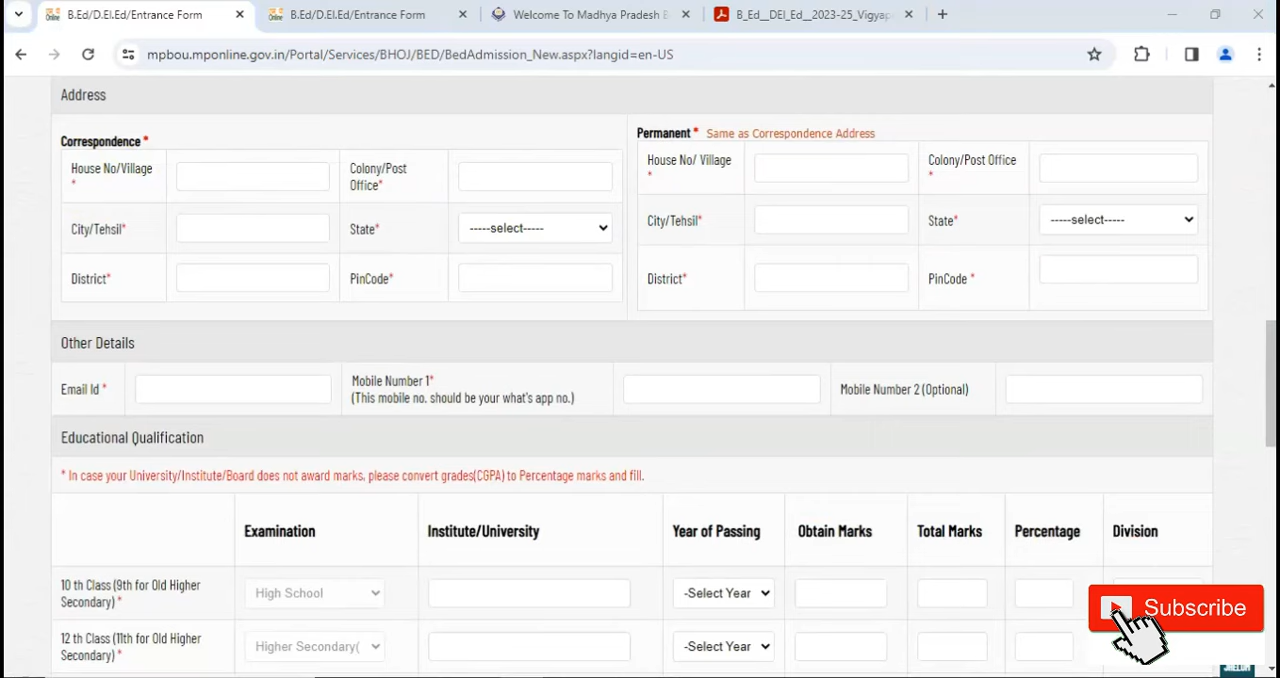 B.Ed/D.El.Ed/Entrance Form
B.Ed/D.El.Ed/Entrance Form
Welcome To Madhya Pradesh B
B_Ed__DEl_Ed__2023-25_Vigyap
mpbou.mponline.gov.in/Portal/Services/BHOJ/BED/BedAdmission_New.aspx?langid=en-US
Address
Correspondence *
Permanent * Same as Correspondence Address
House No/Village *
Colony/Post Office*
House No/ Village *
Colony/Post Office *
City/Tehsil*
State*
-----select-----
City/Tehsil*
State*
-----select-----
District*
PinCode*
District*
PinCode *
Other Details
Email Id *
Mobile Number 1*
(This mobile no. should be your what's app no.)
Mobile Number 2 (Optional)
Educational Qualification
* In case your University/Institute/Board does not award marks, please convert grades(CGPA) to Percentage marks and fill.
Examination
Institute/University
Year of Passing
Obtain Marks
Total Marks
Percentage
Division
10 th Class (9th for Old Higher
Secondary) *
High School
-Select Year
12 th Class (11th for Old Higher
Secondary) *
Higher Secondary(
-Select Year
Subscribe